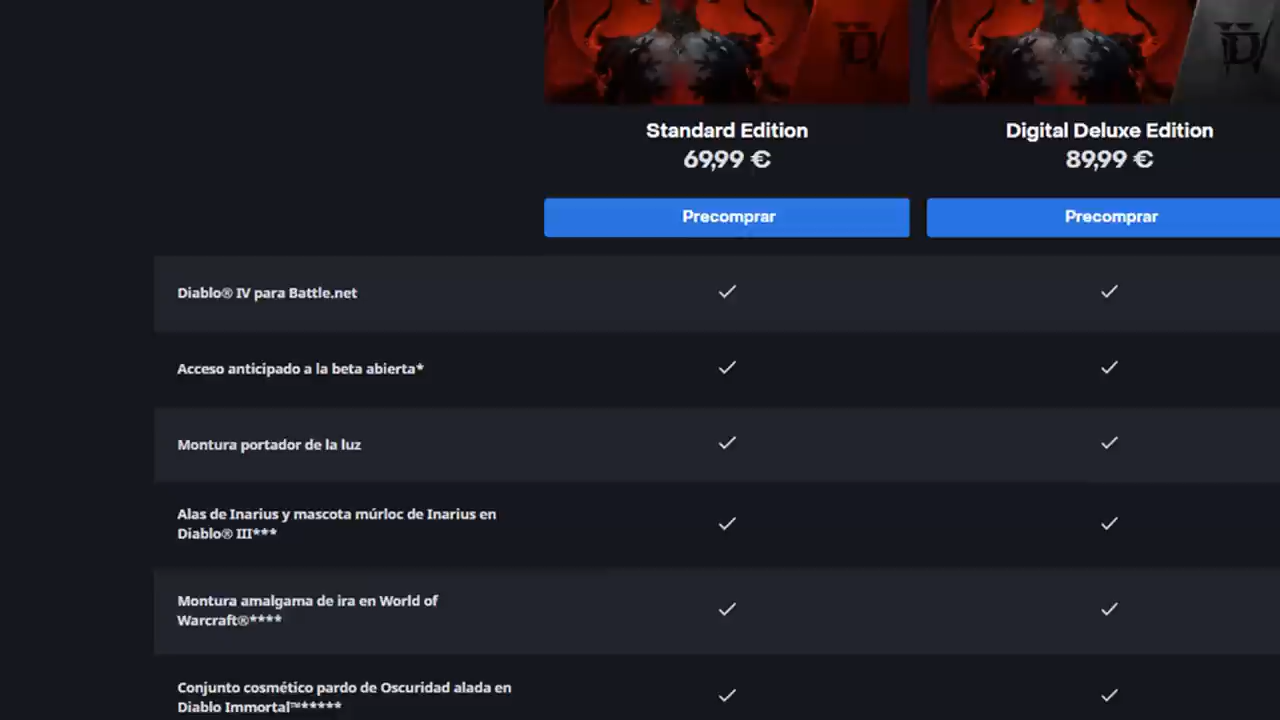 Standard Edition
69,99 €
Digital Deluxe Edition
89,99 €
Precomprar
Precomprar
Diablo® IV para Battle.net
Acceso anticipado a la beta abierta*
Montura portador de la luz
Alas de Inarius y mascota múrloc de Inarius en
Diablo® III***
Montura amalgama de ira en World of
Warcraft®****
Conjunto cosmético pardo de Oscuridad alada en
Diablo Immortal™*****